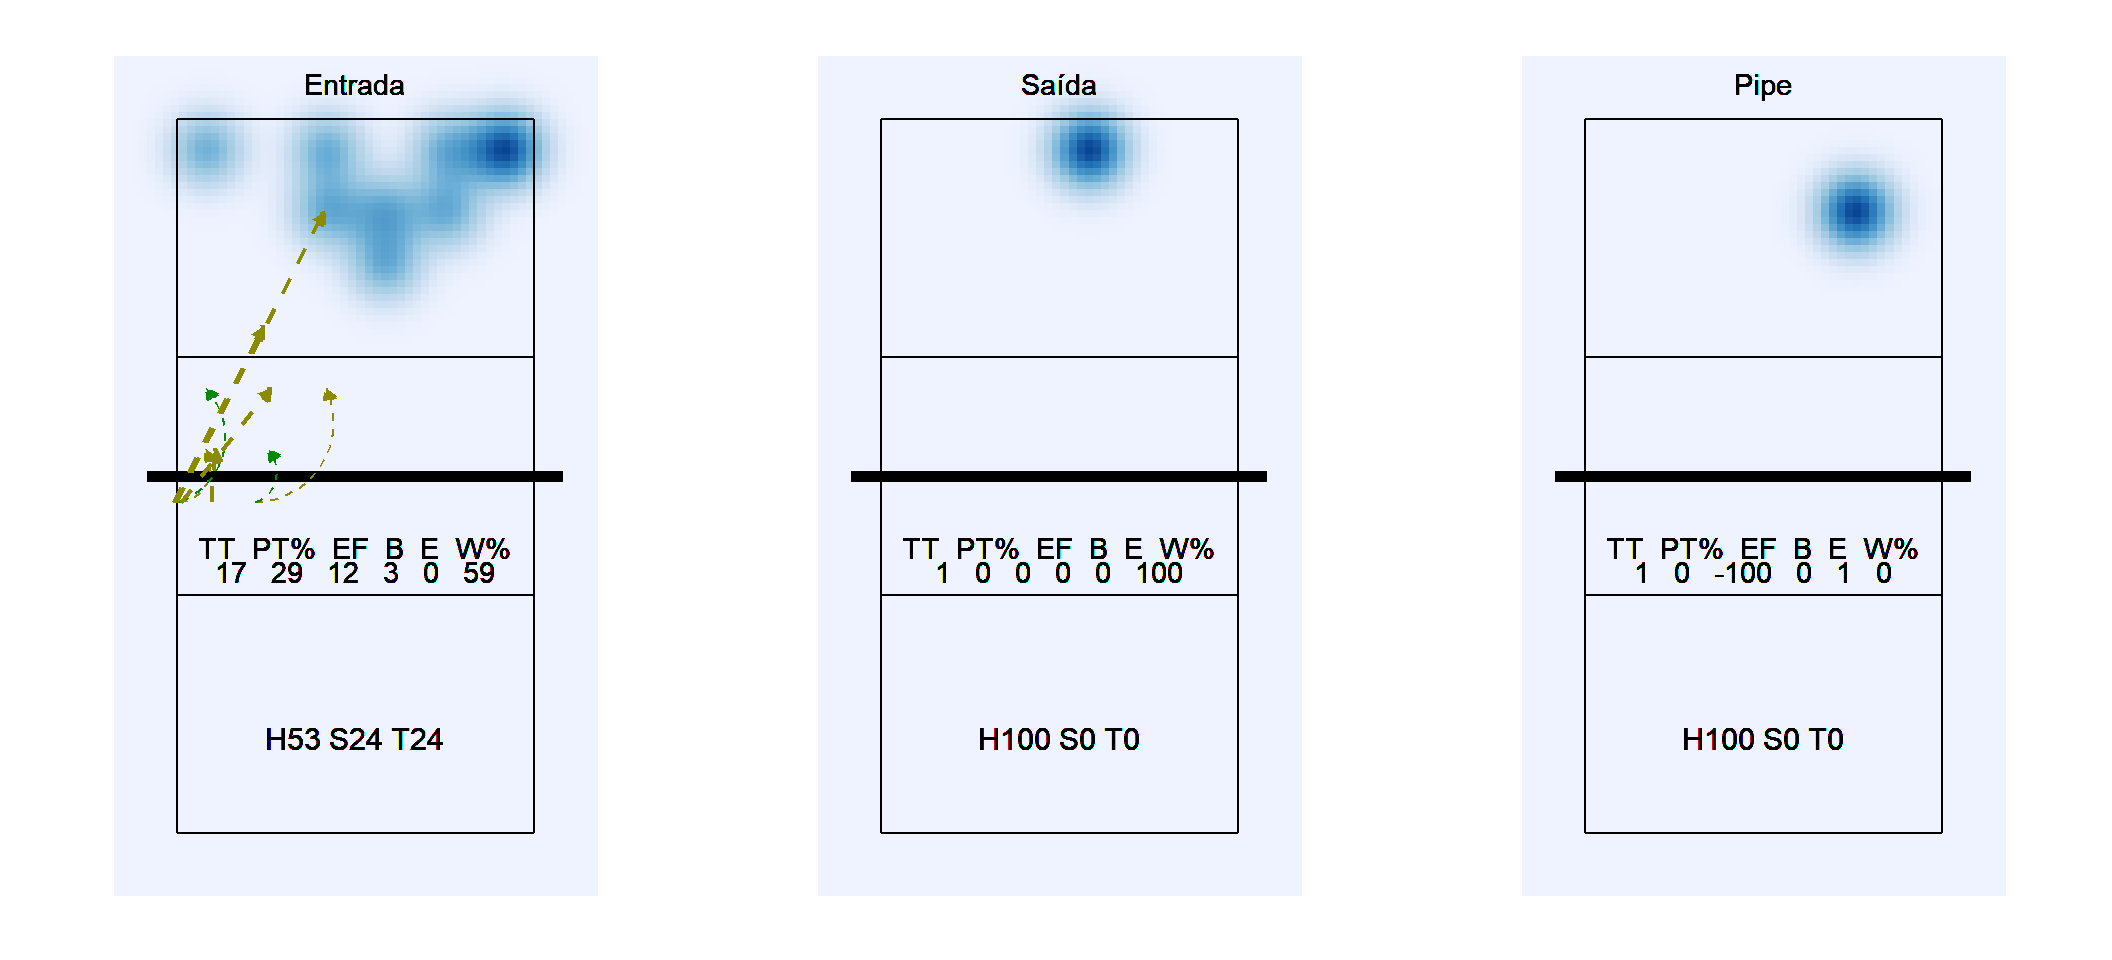 Entrada
TT PT% EF B E W%
17 29 12 3 0 59
H53 S24 T24
Saída
TT PT% EF B E W%
1 0 0 0 0 100
H100 S0 T0
Pipe
TT PT% EF B E W%
1 0 -100 0 1 0
H100 S0 T0